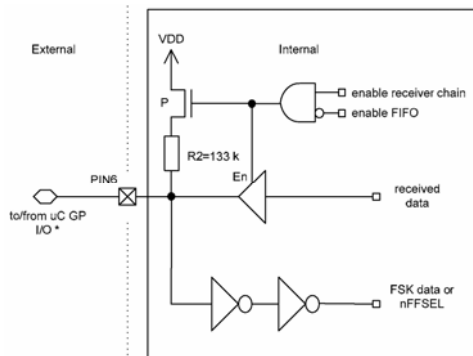 External
Internal
VDD
P
R2=133 k
enable receiver chain
enable FIFO
En
PIN6
to/from uC GP
I/O *
received
data
FSK data or
nFFSEL